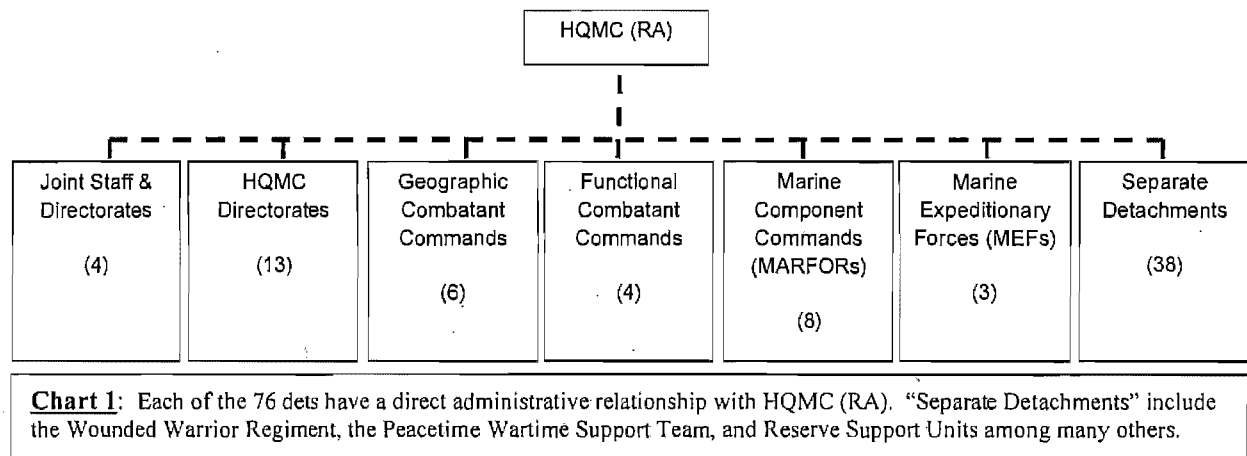 HQMC (RA)
Joint Staff &
Directorates
(4)
HQMC
Directorates
(13)
Geographic
Combatant
Commands
(6)
Functional
Combatant
Commands
(4)
Marine
Component
Commands
(MARFORs)
(8)
Marine
Expeditionary
Forces (MEFs)
(3)
Separate
Detachments
(38)
Chart 1: Each of the 76 dets have a direct administrative relationship with HQMC (RA). “Separate Detachments” include
the Wounded Warrior Regiment, the Peacetime Wartime Support Team, and Reserve Support Units among many others.